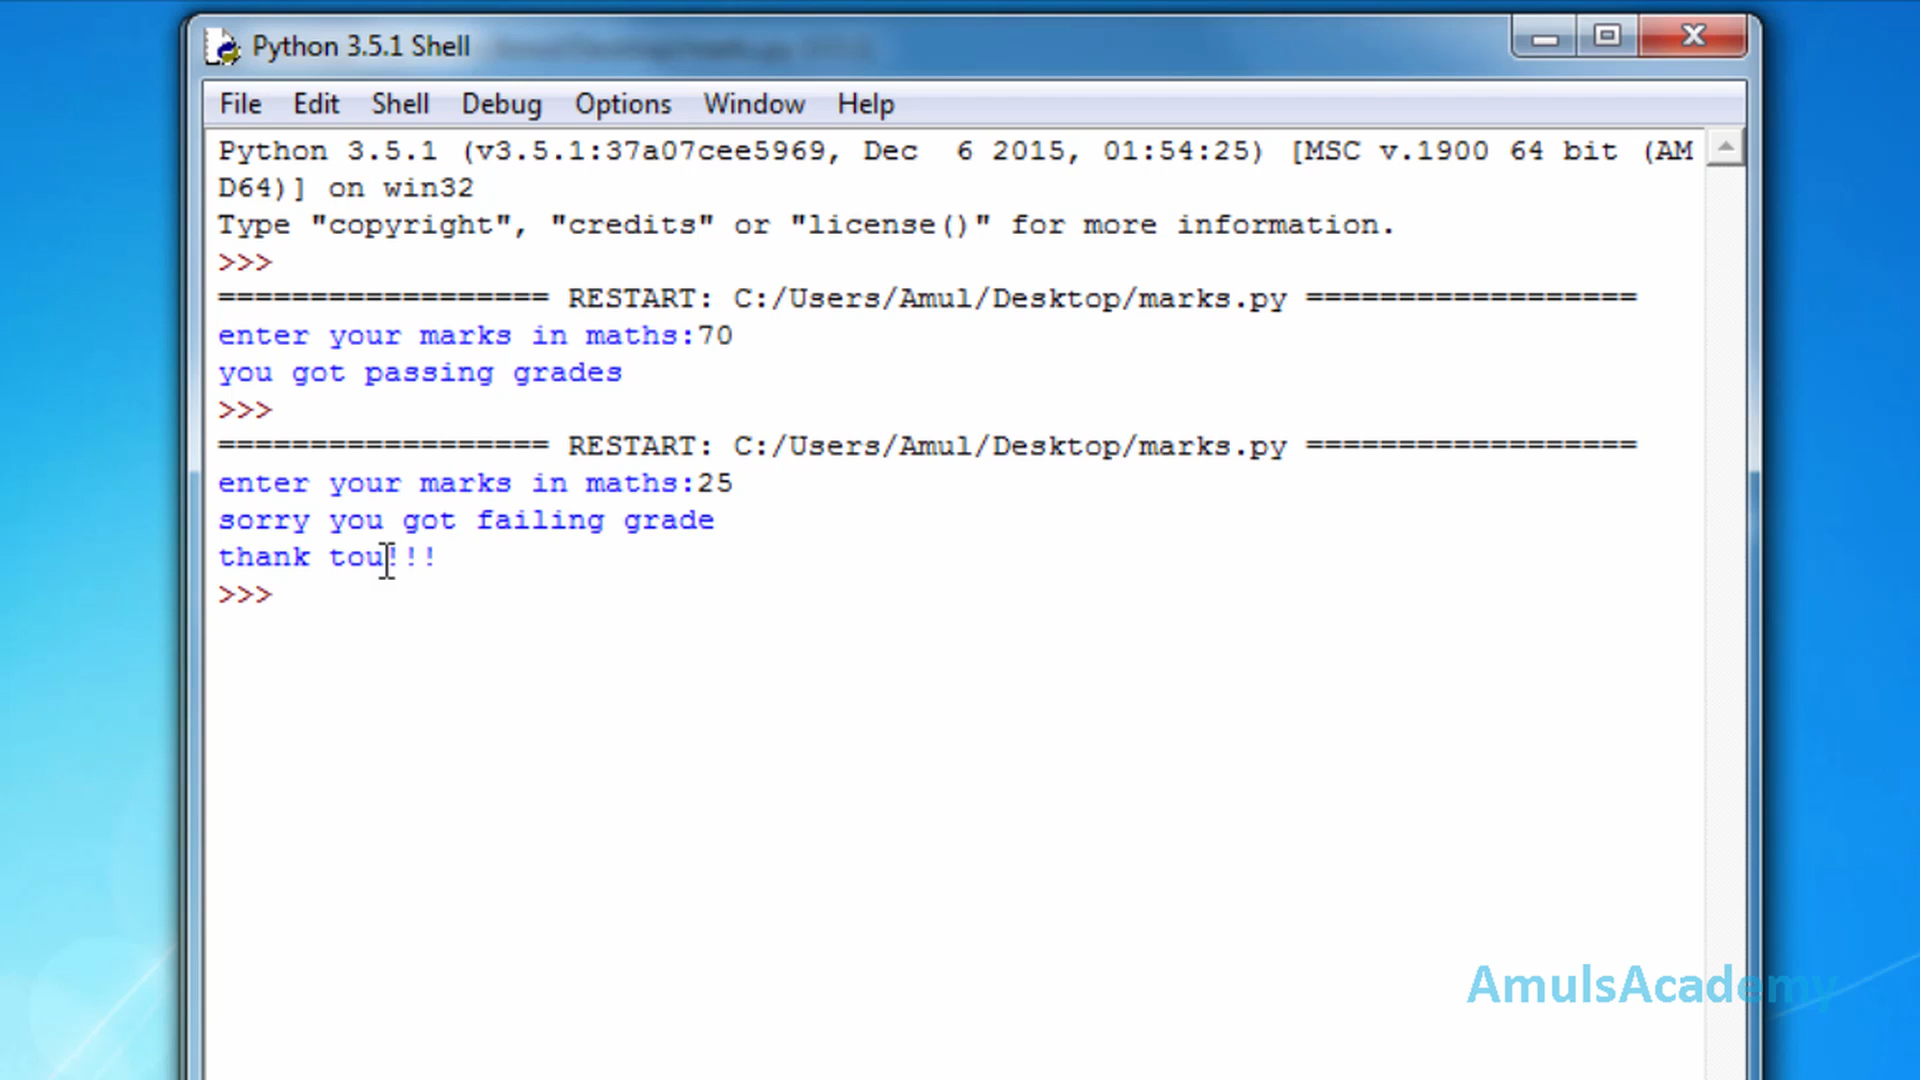 Python 3.5.1 Shell
File Edit Shell Debug Options Window Help
Python 3.5.1 (v3.5.1:37a07cee5969, Dec  6 2015, 01:54:25) [MSC v.1900 64 bit (AM
D64)] on win32
Type "copyright", "credits" or "license()" for more information.
>>>
================== RESTART: C:/Users/Amul/Desktop/marks.py ==================
enter your marks in maths:70
you got passing grades
>>>
================== RESTART: C:/Users/Amul/Desktop/marks.py ==================
enter your marks in maths:25
sorry you got failing grade
thank tou!!!
>>>
AmulsAcademy